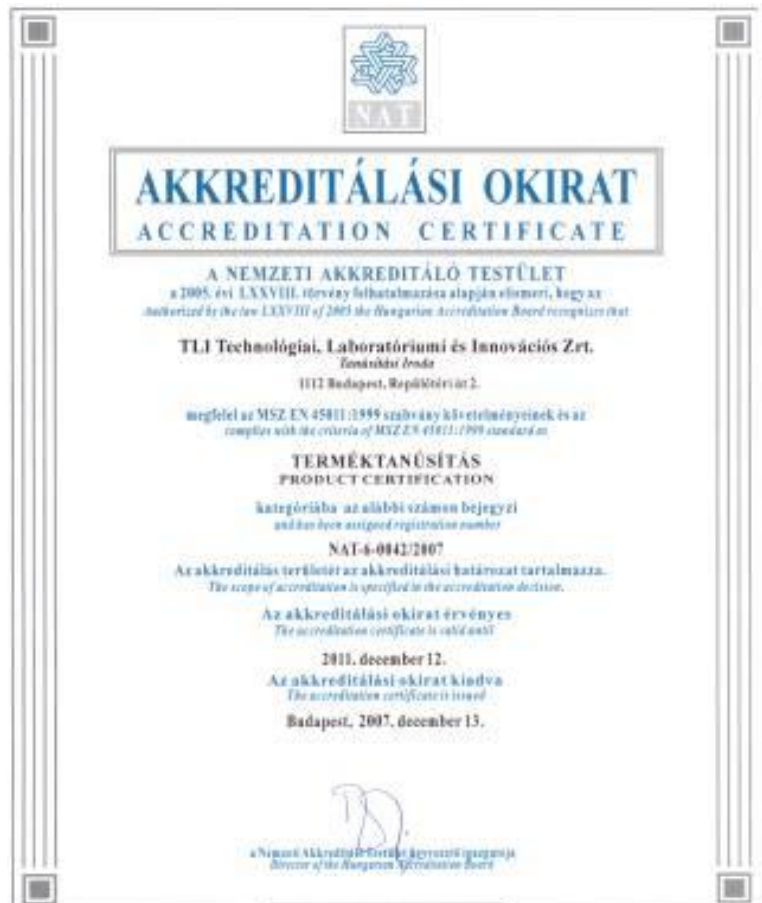 NAT
AKKREDITÁLÁSI OKIRAT
ACCREDITATION CERTIFICATE
A NEMZETI AKKREDITÁLÓ TESTÜLET
a 2005. évi LXXVIII. törvény felhatalmazása alapján elismeri, hogy az
Authorized by the law LXXVIII of 2005 the Hungarian Accreditation Board recognizes that
TLI Technológiai, Laboratóriumi és Innovációs Zrt.
Tanúsítási Iroda
1112 Budapest, Repülőtéri út 2.
megfelel az MSZ EN 45011:1999 szabvány követelményeinek és az
complies with the criteria of MSZ EN 45011:1999 standard as
TERMÉKTANÚSÍTÁS
PRODUCT CERTIFICATION
kategóriába az alábbi számon bejegyzi
and has been assigned registration number
NAT-6-0042/2007
Az akkreditálás területét az akkreditálási határozat tartalmazza.
The scope of accreditation is specified in the accreditation decision.
Az akkreditálási okirat érvényes
The accreditation certificate is valid until
2011. december 12.
Az akkreditálási okirat kiadva
The accreditation certificate is issued
Budapest, 2007. december 13.
a Nemzeti Akkreditáló Testület ügyvezető igazgatója
Director of the Hungarian Accreditation Board